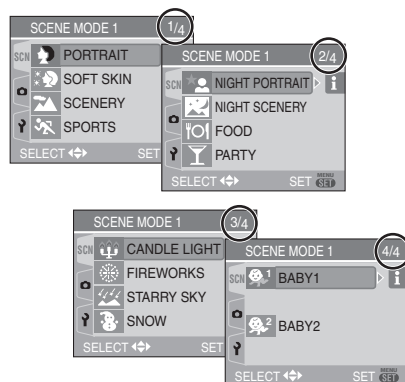 SCENE MODE 1 1/4
SCN PORTRAIT
SOFT SKIN
SCENERY
SPORTS
SELECT SET
SCENE MODE 1 2/4
SCN NIGHT PORTRAIT i
NIGHT SCENERY
FOOD
PARTY
SELECT SET MENU SET
SCENE MODE 1 3/4
SCN CANDLE LIGHT
FIREWORKS
STARRY SKY
SNOW
SELECT SET
SCENE MODE 1 4/4
SCN 1 BABY1 i
2 BABY2
SELECT SET MENU SET